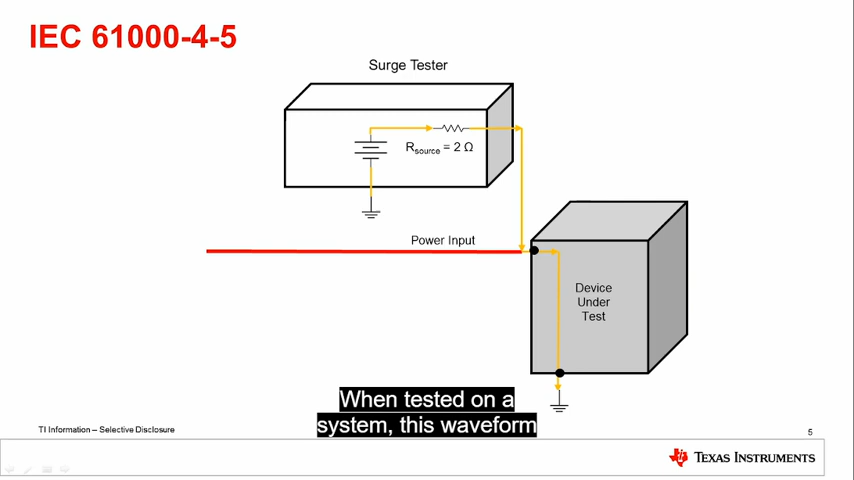 IEC 61000-4-5
Surge Tester
Rsource = 2 Ω
Power Input
Device
Under
Test
When tested on a
system, this waveform
TI Information – Selective Disclosure
5
TEXAS INSTRUMENTS